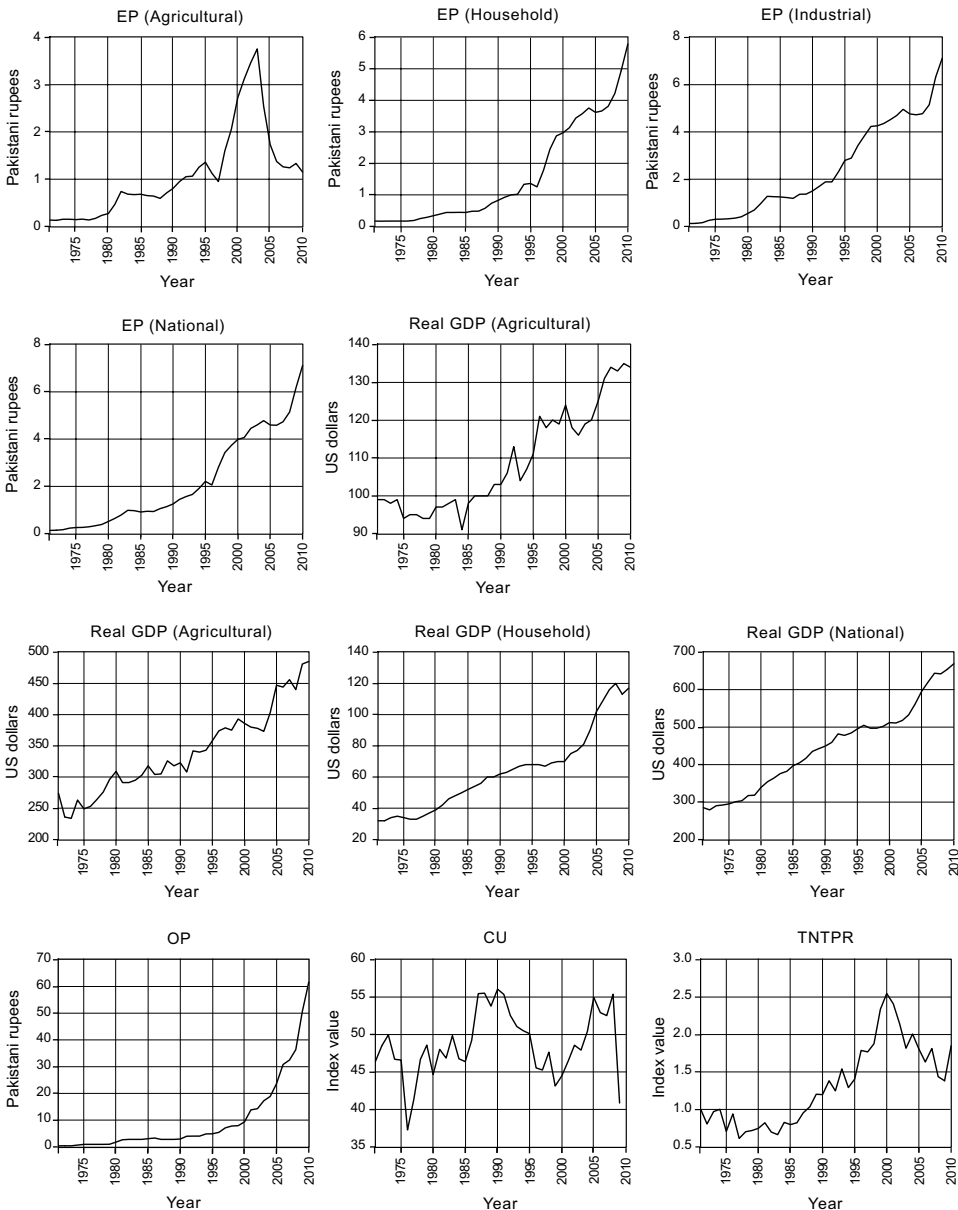 EP (Agricultural)
Pakistani rupees
4
3
2
1
0
1975 1980 1985 1990 1995 2000 2005 2010
Year
EP (Household)
Pakistani rupees
6
5
4
3
2
1
0
1975 1980 1985 1990 1995 2000 2005 2010
Year
EP (Industrial)
Pakistani rupees
8
6
4
2
0
1975 1980 1985 1990 1995 2000 2005 2010
Year
EP (National)
Pakistani rupees
8
6
4
2
0
1975 1980 1985 1990 1995 2000 2005 2010
Year
Real GDP (Agricultural)
US dollars
140
130
120
110
100
90
1975 1980 1985 1990 1995 2000 2005 2010
Year
Real GDP (Agricultural)
US dollars
500
450
400
350
300
250
200
1975 1980 1985 1990 1995 2000 2005 2010
Year
Real GDP (Household)
US dollars
140
120
100
80
60
40
20
1975 1980 1985 1990 1995 2000 2005 2010
Year
Real GDP (National)
US dollars
700
600
500
400
300
200
1975 1980 1985 1990 1995 2000 2005 2010
Year
OP
Pakistani rupees
70
60
50
40
30
20
10
0
1975 1980 1985 1990 1995 2000 2005 2010
Year
CU
Index value
60
55
50
45
40
35
1975 1980 1985 1990 1995 2000 2005 2010
Year
TNTPR
Index value
3.0
2.5
2.0
1.5
1.0
0.5
1975 1980 1985 1990 1995 2000 2005 2010
Year